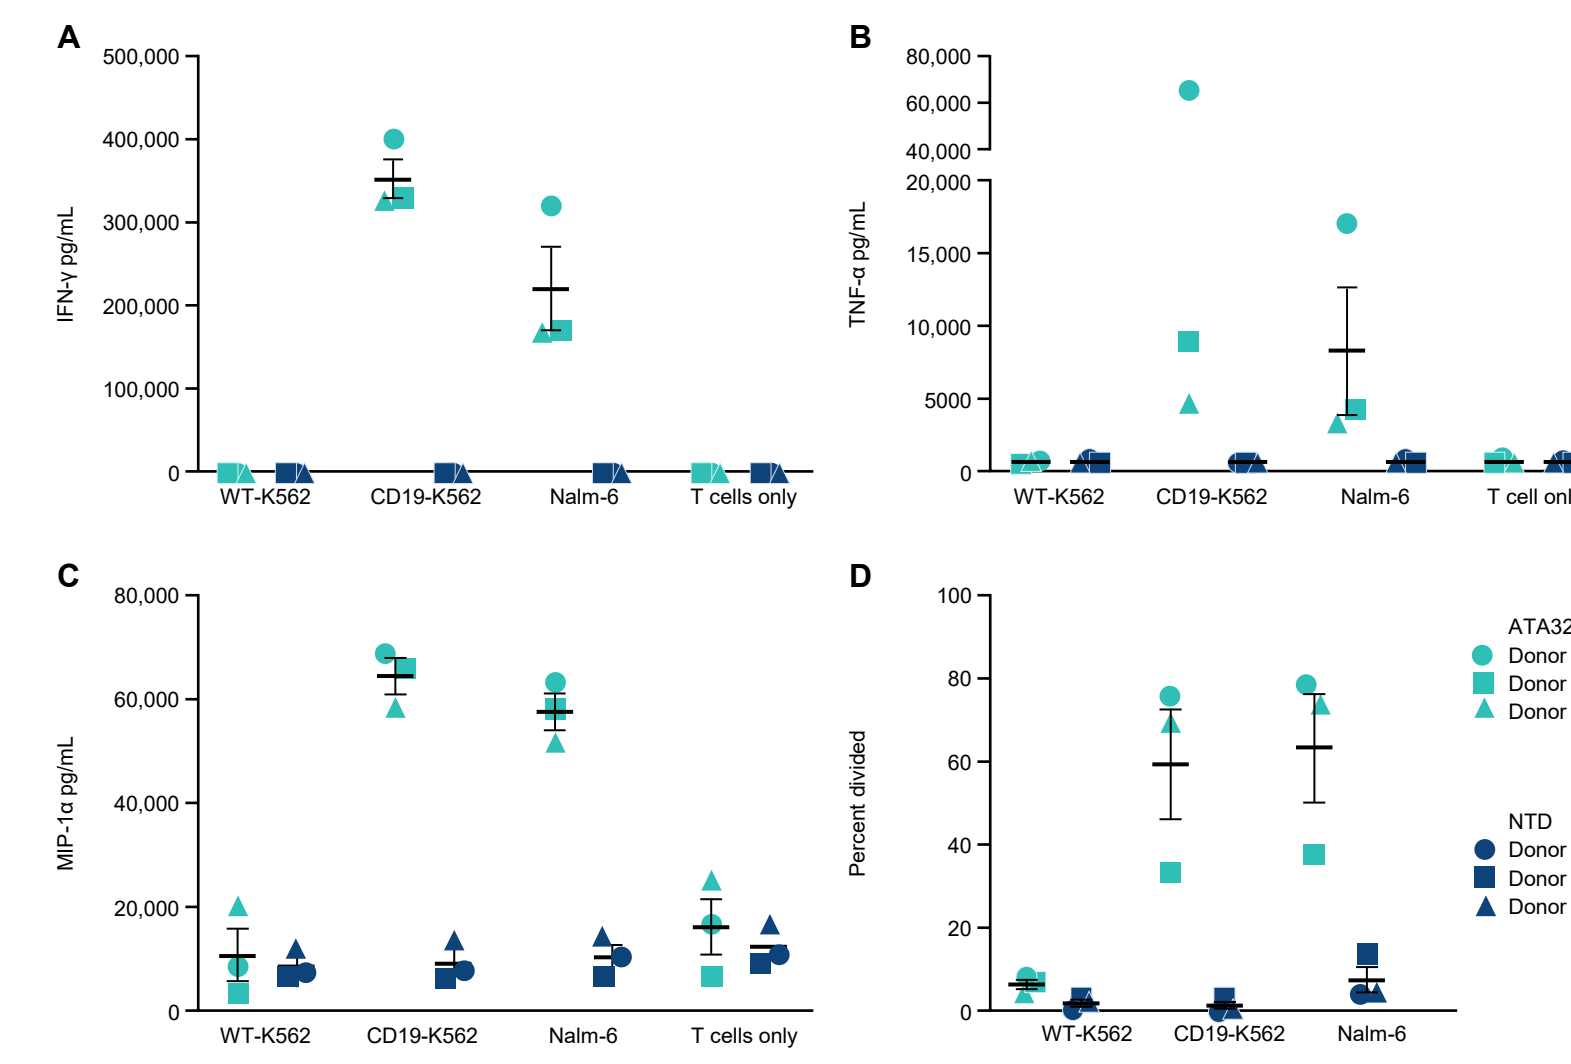 A
500,000
400,000
300,000
200,000
100,000
0
IFN-γ pg/mL
WT-K562 CD19-K562 Nalm-6 T cells only
B
80,000
60,000
40,000
20,000
15,000
10,000
5000
0
TNF-α pg/mL
WT-K562 CD19-K562 Nalm-6 T cell
C
80,000
60,000
40,000
20,000
0
MIP-1α pg/mL
WT-K562 CD19-K562 Nalm-6 T cells only
D
100
80
60
40
20
0
Percent divided
WT-K562 CD19-K562 Nalm-6
ATA32
Donor
Donor
Donor
NTD
Donor
Donor
Donor